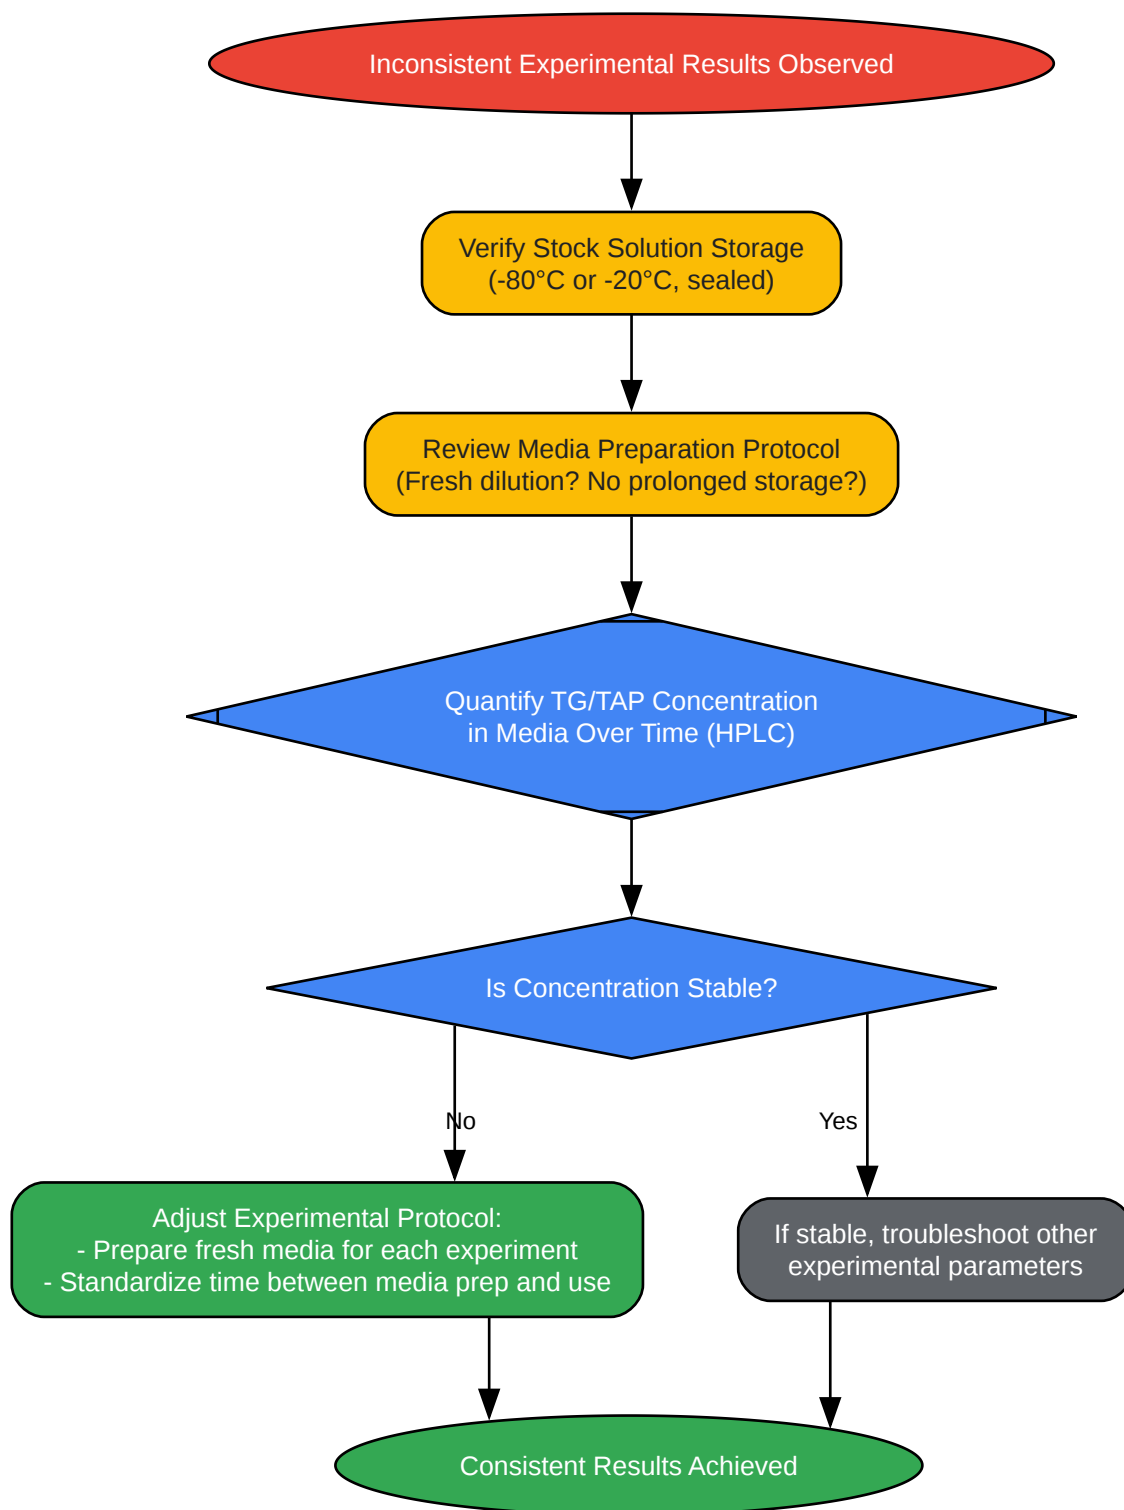 Inconsistent Experimental Results Observed
Verify Stock Solution Storage
(-80°C or -20°C, sealed)
Review Media Preparation Protocol
(Fresh dilution? No prolonged storage?)
Quantify TG/TAP Concentration
in Media Over Time (HPLC)
Is Concentration Stable?
No
Yes
Adjust Experimental Protocol:
- Prepare fresh media for each experiment
- Standardize time between media prep and use
If stable, troubleshoot other
experimental parameters
Consistent Results Achieved